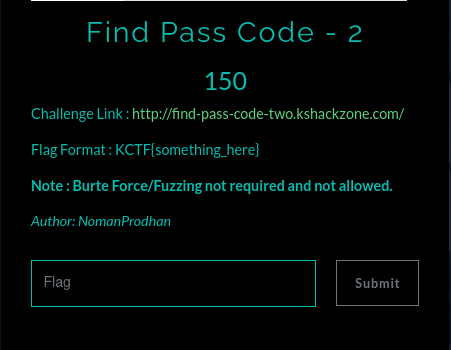 Find Pass Code - 2
150
Challenge Link : http://find-pass-code-two.kshackzone.com/
Flag Format : KCTF{something_here}
Note : Burte Force/Fuzzing not required and not allowed.
Author: NomanProdhan
Flag
Submit